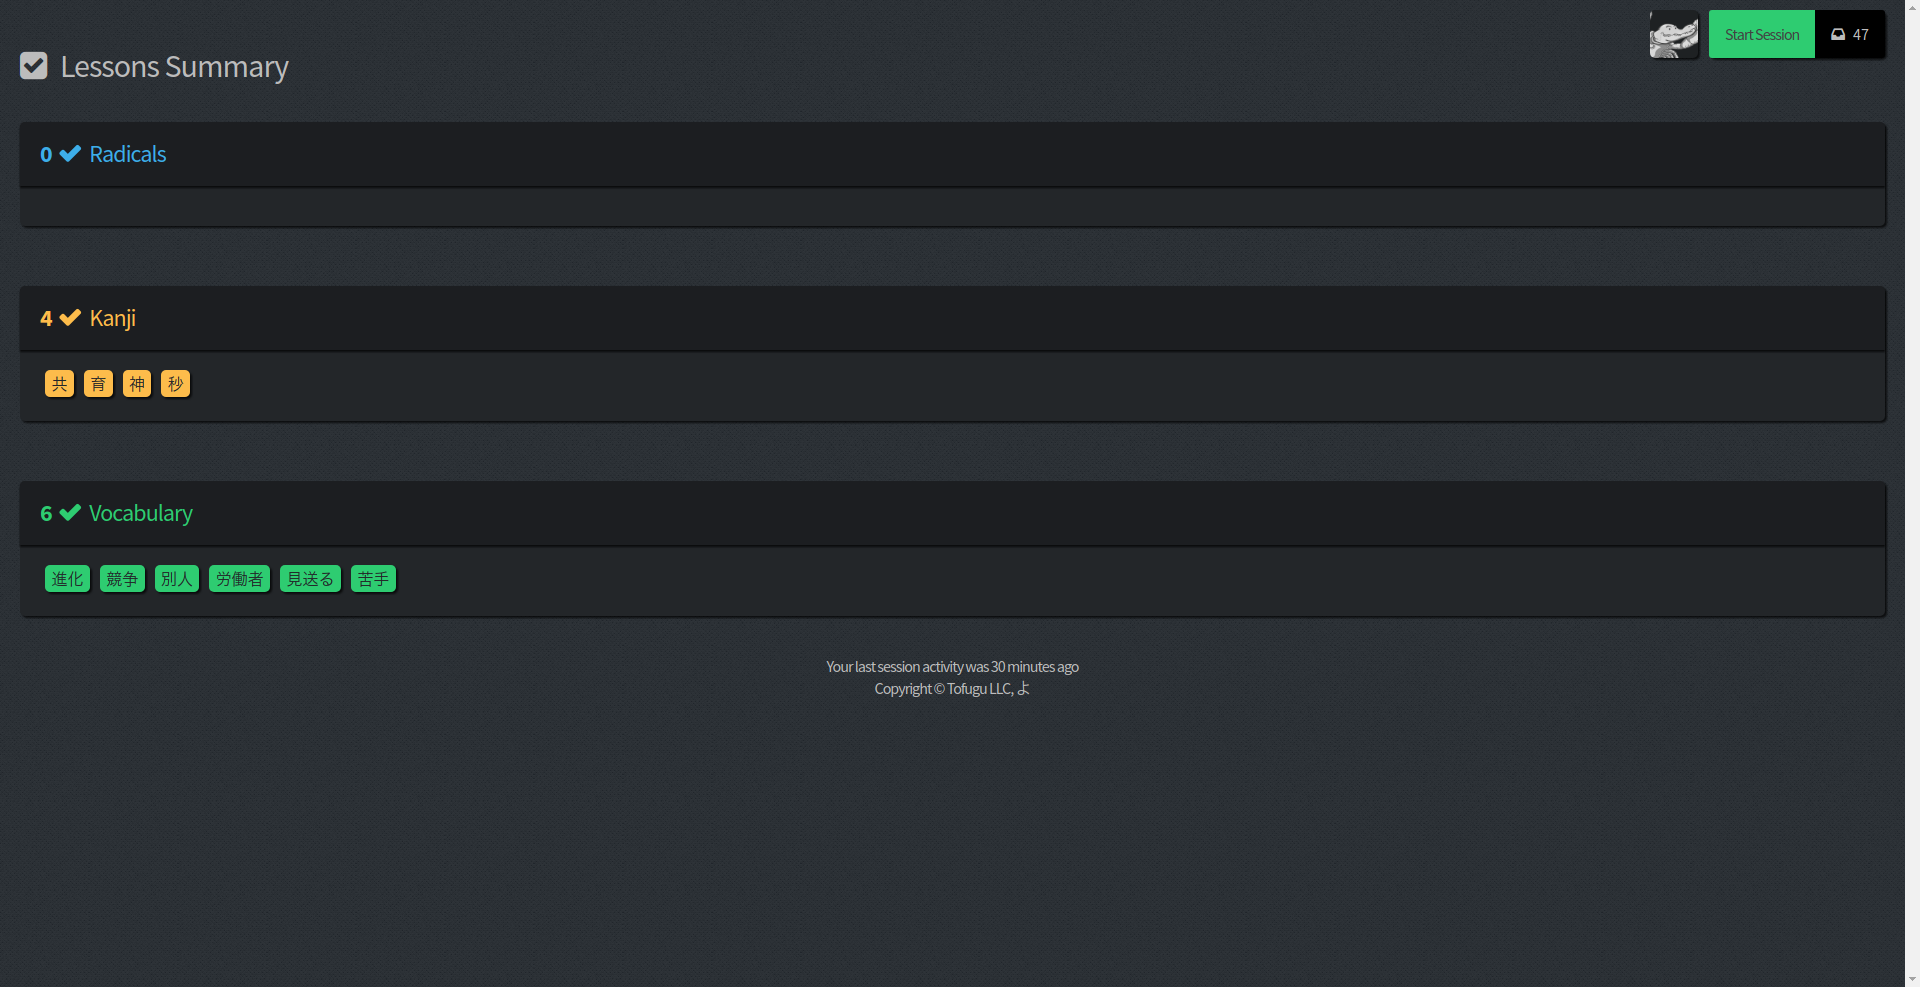 Start Session 47
Lessons Summary
0 Radicals
4 Kanji
共 育 神 秒
6 Vocabulary
進化 競争 別人 労働者 見送る 苦手
Your last session activity was 30 minutes ago
Copyright © Tofugu LLC, よ